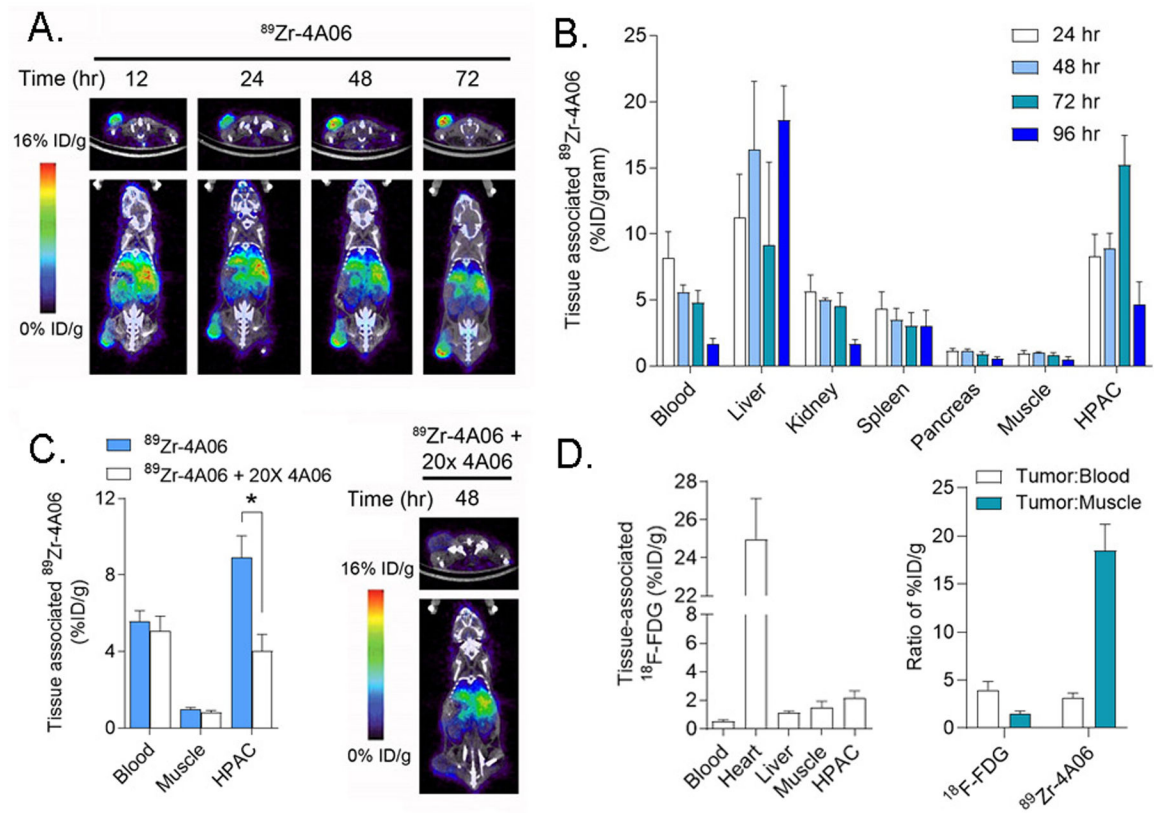 A.
⁸⁹Zr-4A06
Time (hr) 12 24 48 72
16% ID/g
0% ID/g
B.
Tissue associated ⁸⁹Zr-4A06
(%ID/gram)
25
20
15
10
5
0
24 hr
48 hr
72 hr
96 hr
Blood Liver Kidney Spleen Pancreas Muscle HPAC
C.
⁸⁹Zr-4A06
⁸⁹Zr-4A06 + 20X 4A06
Tissue associated ⁸⁹Zr-4A06
(%ID/g)
12
8
4
0
*
Blood Muscle HPAC
⁸⁹Zr-4A06 +
20x 4A06
Time (hr) 48
16% ID/g
0% ID/g
D.
Tissue-associated
¹⁸F-FDG (%ID/g)
28
26
24
22
8
6
4
2
0
Blood Heart Liver Muscle HPAC
Tumor:Blood
Tumor:Muscle
Ratio of %ID/g
25
20
15
10
5
0
¹⁸F-FDG ⁸⁹Zr-4A06